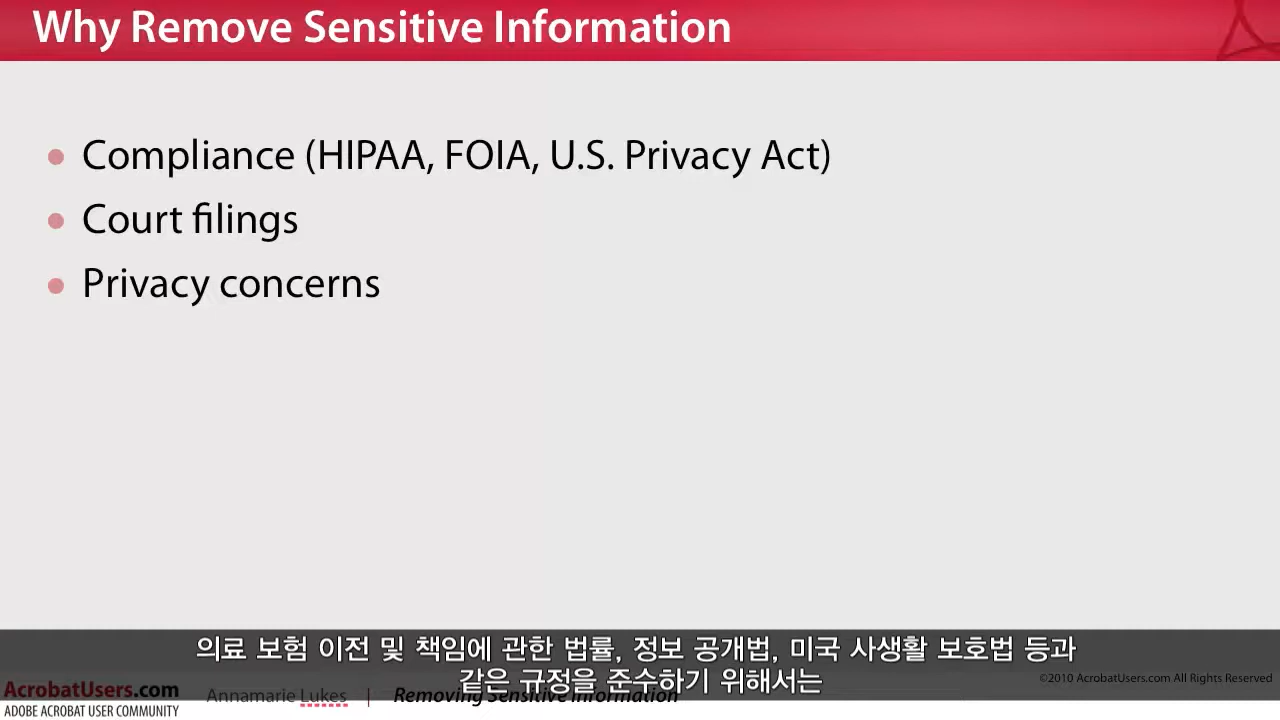 Why Remove Sensitive Information
Compliance (HIPAA, FOIA, U.S. Privacy Act)
Court filings
Privacy concerns
의료 보험 이전 및 책임에 관한 법률, 정보 공개법, 미국 사생활 보호법 등과
같은 규정을 준수하기 위해서는
AcrobatUsers.com
ADOBE ACROBAT USER COMMUNITY
Annamarie Lukes | Removing Sensitive Information
©2010 AcrobatUsers.com All Rights Reserved